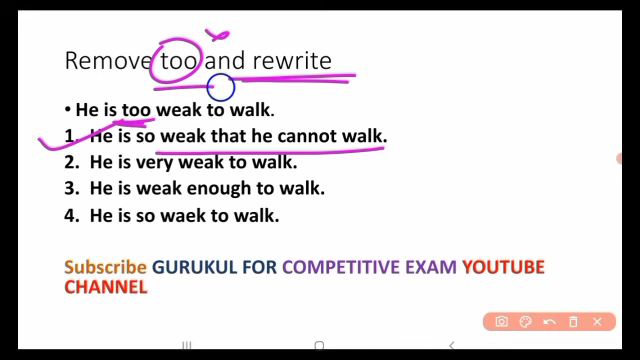 Remove too and rewrite
• He is too weak to walk.
1. He is so weak that he cannot walk.
2. He is very weak to walk.
3. He is weak enough to walk.
4. He is so waek to walk.
Subscribe GURUKUL FOR COMPETITIVE EXAM YOUTUBE
CHANNEL